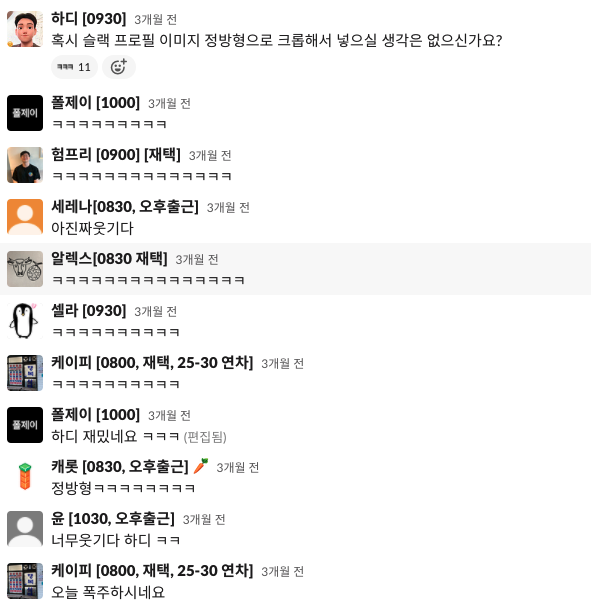 하디 [0930] 3개월 전
혹시 슬랙 프로필 이미지 정방형으로 크롭해서 넣으실 생각은 없으신가요?
ㅋㅋㅋ 11
폴제이
폴제이 [1000] 3개월 전
ㅋㅋㅋㅋㅋㅋㅋㅋㅋ
험프리 [0900] [재택] 3개월 전
ㅋㅋㅋㅋㅋㅋㅋㅋㅋㅋㅋㅋㅋㅋ
세레나[0830, 오후출근] 3개월 전
아진짜웃기다
알렉스[0830 재택] 3개월 전
ㅋㅋㅋㅋㅋㅋㅋㅋㅋㅋㅋㅋㅋㅋㅋ
셀라 [0930] 3개월 전
ㅋㅋㅋㅋㅋㅋㅋㅋㅋㅋ
케이피 [0800, 재택, 25-30 연차] 3개월 전
ㅋㅋㅋㅋㅋㅋㅋㅋㅋㅋ
폴제이
폴제이 [1000] 3개월 전
하디 재밌네요 ㅋㅋㅋ (편집됨)
캐롯 [0830, 오후출근] 🥕 3개월 전
정방형ㅋㅋㅋㅋㅋㅋㅋㅋ
윤 [1030, 오후출근] 3개월 전
너무웃기다 하디 ㅋㅋ
케이피 [0800, 재택, 25-30 연차] 3개월 전
오늘 폭주하시네요